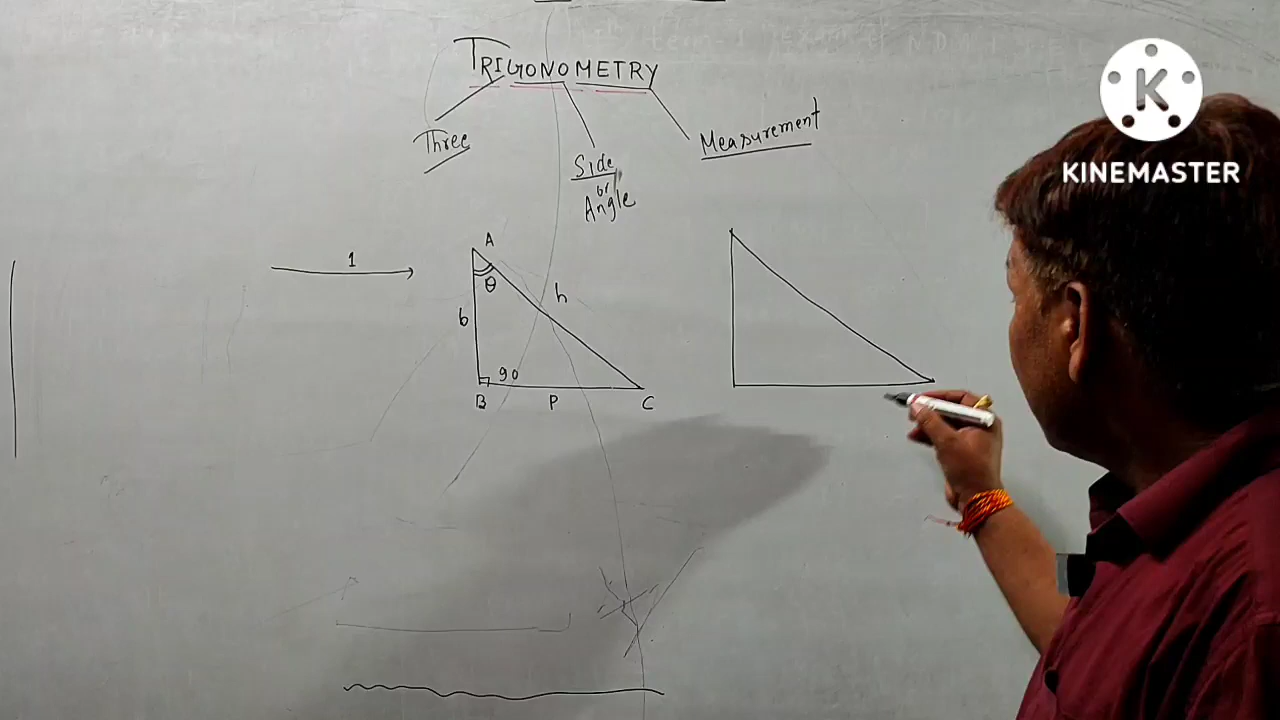 TRIGONOMETRY
Three
Side
or
Angle
Measurement
K
KINEMASTER
1
A
θ
h
b
90
B
P
C